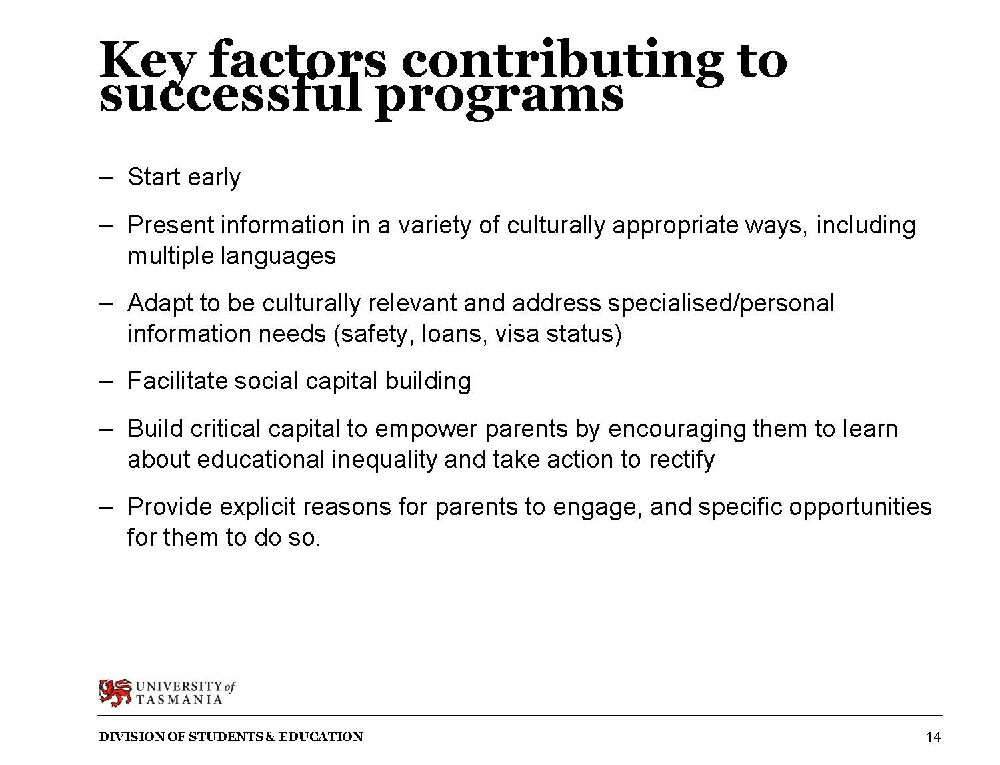 Key factors contributing to
successful programs
– Start early
– Present information in a variety of culturally appropriate ways, including
multiple languages
– Adapt to be culturally relevant and address specialised/personal
information needs (safety, loans, visa status)
– Facilitate social capital building
– Build critical capital to empower parents by encouraging them to learn
about educational inequality and take action to rectify
– Provide explicit reasons for parents to engage, and specific opportunities
for them to do so.
UNIVERSITY of
TASMANIA
DIVISION OF STUDENTS & EDUCATION
14